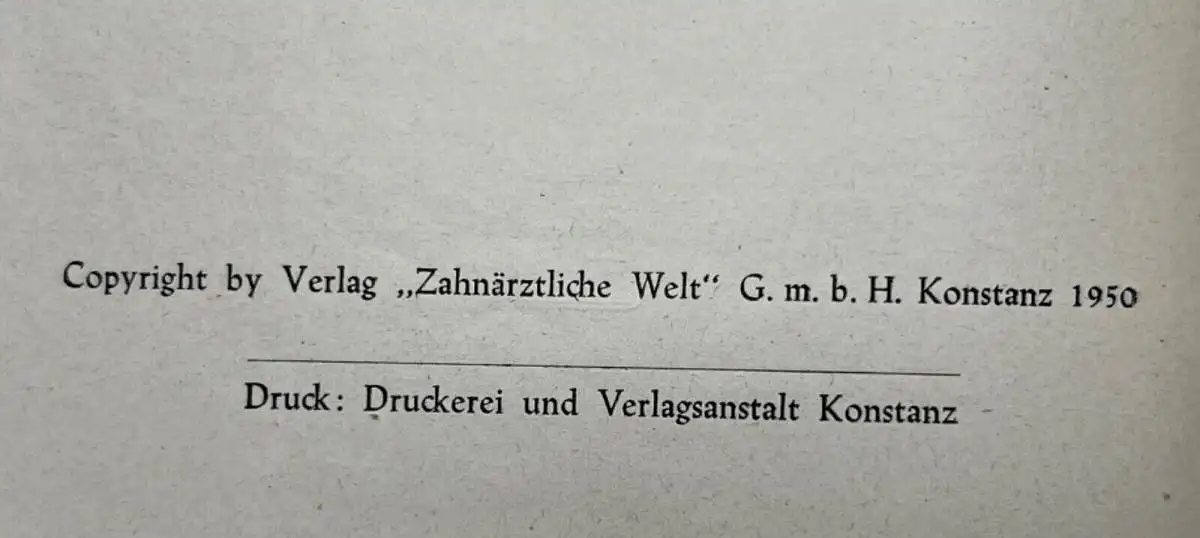 Copyright by Verlag „Zahnärztliche Welt“ G. m. b. H. Konstanz 1950
Druck: Druckerei und Verlagsanstalt Konstanz